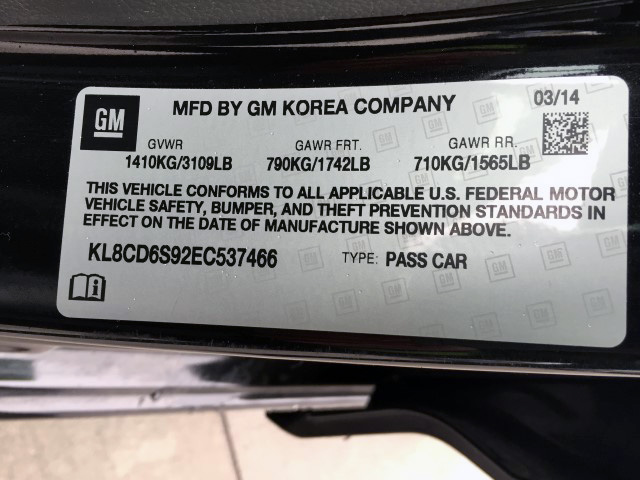 GM MFD BY GM KOREA COMPANY 03/14
GVWR GAWR FRT. GAWR RR.
1410KG/3109LB 790KG/1742LB 710KG/1565LB
THIS VEHICLE CONFORMS TO ALL APPLICABLE U.S. FEDERAL MOTOR
VEHICLE SAFETY, BUMPER, AND THEFT PREVENTION STANDARDS IN
EFFECT ON THE DATE OF MANUFACTURE SHOWN ABOVE.
KL8CD6S92EC537466 TYPE: PASS CAR